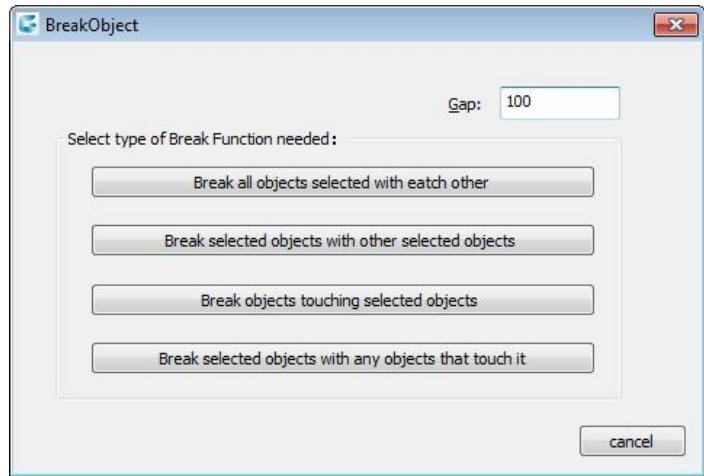 BreakObject
Gap: 100
Select type of Break Function needed:
Break all objects selected with eatch other
Break selected objects with other selected objects
Break objects touching selected objects
Break selected objects with any objects that touch it
cancel